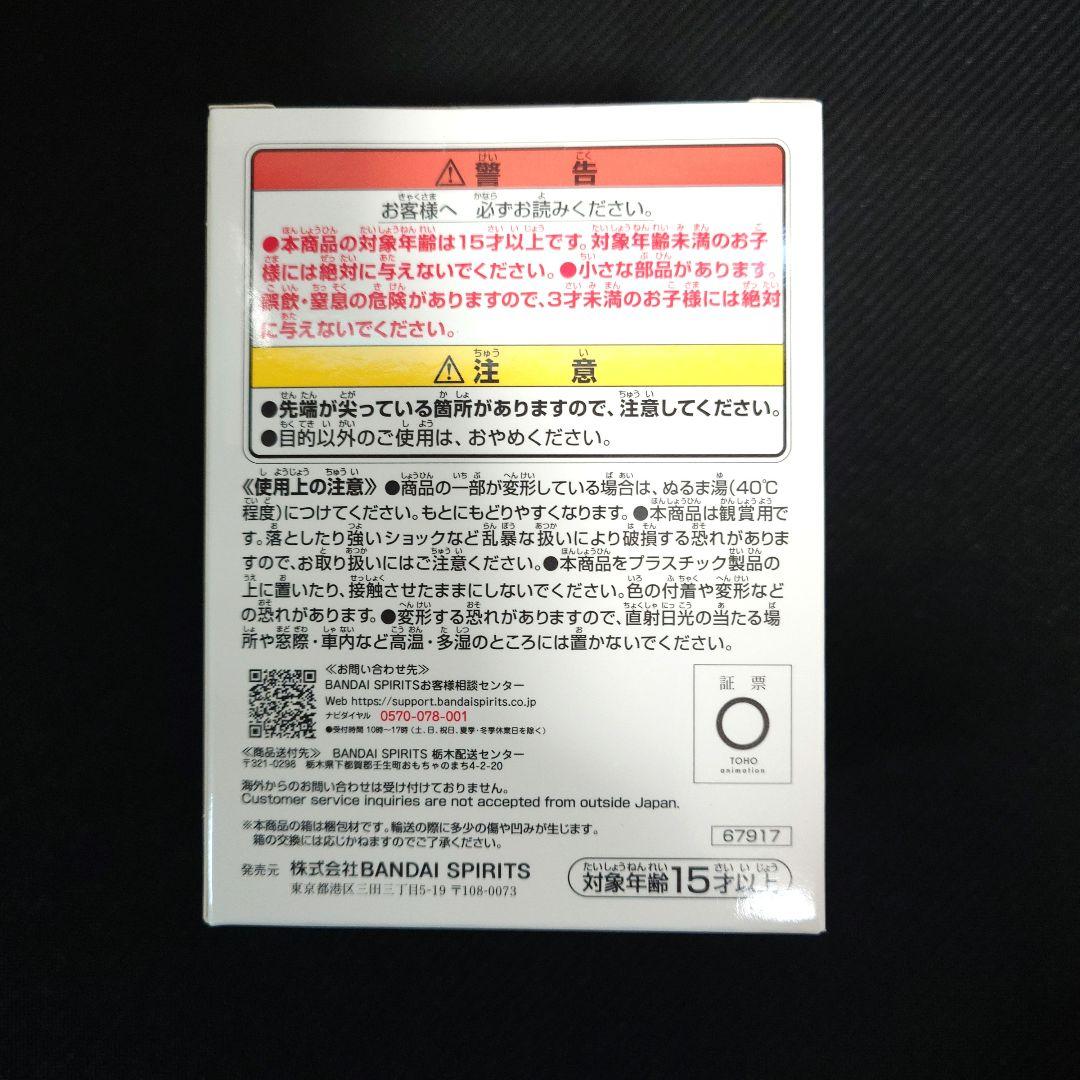 ⚠警告
お客様へ 必ずお読みください。
●本商品の対象年齢は15才以上です。対象年齢未満のお子
様には絶対に与えないでください。●小さな部品があります。
誤飲・窒息の危険がありますので、3才未満のお子様には絶対
に与えないでください。
⚠注意
●先端が尖っている箇所がありますので、注意してください。
●目的以外のご使用は、おやめください。
《使用上の注意》●商品の一部が変形している場合は、ぬるま湯(40℃
程度)につけてください。もとにもどりやすくなります。●本商品は観賞用で
す。落としたり強いショックなど乱暴な扱いにより破損する恐れがありま
すので、お取り扱いにはご注意ください。●本商品をプラスチック製品の
上に置いたり、接触させたままにしないでください。色の付着や変形など
の恐れがあります。●変形する恐れがありますので、直射日光の当たる場
所や窓際・車内など高温・多湿のところには置かないでください。
≪お問い合わせ先≫
BANDAI SPIRITSお客様相談センター
Web https://support.bandaispirits.co.jp
ナビダイヤル 0570-078-001
●受付時間 10時〜17時(土、日、祝日、夏季・冬季休業日を除く)
≪商品送付先≫ BANDAI SPIRITS 栃木配送センター
〒321-0298 栃木県下都賀郡壬生町おもちゃのまち4-2-20
証票
TOHO
animation
海外からのお問い合わせは受け付けておりません。
Customer service inquiries are not accepted from outside Japan.
※本商品の箱は梱包材です。輸送の際に多少の傷や凹みが生じます。
箱の交換には応じかねますのでご了承ください。
67917
発売元 株式会社BANDAI SPIRITS
東京都港区三田三丁目5-19 〒108-0073
対象年齢15才以上